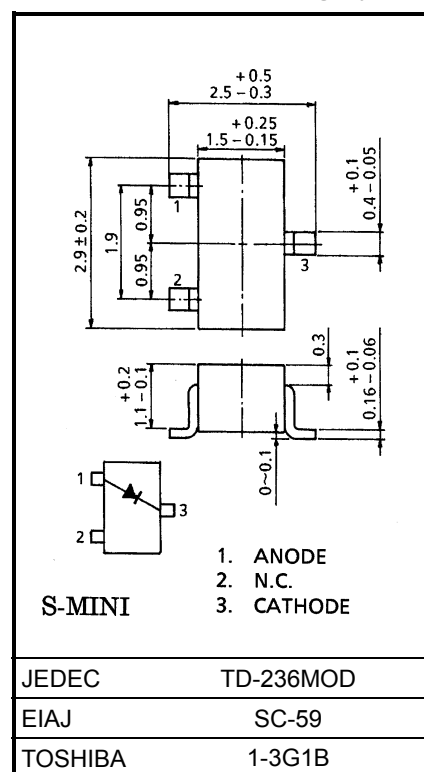 + 0.5
2.5 – 0.3
+ 0.25
1.5 – 0.15
1
2
3
2.9 ± 0.2
1.9
0.95
0.95
+ 0.1
0.4 – 0.05
+ 0.2
1.1 – 0.1
0.3
+ 0.1
0.16 – 0.06
0~0.1
1
2
3
1. ANODE
2. N.C.
3. CATHODE
S-MINI
JEDEC TD-236MOD
EIAJ SC-59
TOSHIBA 1-3G1B